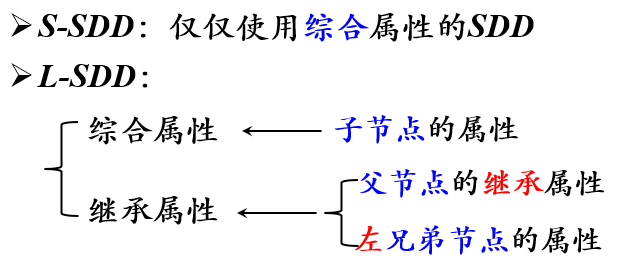 ➢S-SDD：仅仅使用综合属性的SDD
➢L-SDD：
综合属性 ← 子节点的属性
继承属性 ← 父节点的继承属性
左兄弟节点的属性